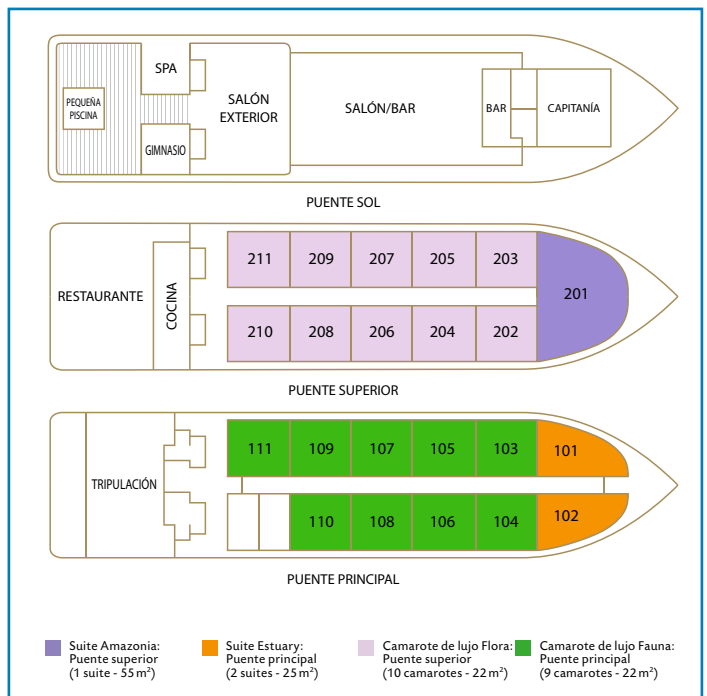 SPA
PEQUEÑA
PISCINA
SALÓN
EXTERIOR
SALÓN/BAR
BAR
CAPITANÍA
GIMNASIO
PUENTE SOL
RESTAURANTE
COCINA
211 209 207 205 203
201
210 208 206 204 202
PUENTE SUPERIOR
TRIPULACIÓN
111 109 107 105 103 101
110 108 106 104 102
PUENTE PRINCIPAL
Suite Amazonia:
Puente superior
(1 suite - 55 m²)
Suite Estuary:
Puente principal
(2 suites - 25 m²)
Camarote de lujo Flora:
Puente superior
(10 camarotes - 22 m²)
Camarote de lujo Fauna:
Puente principal
(9 camarotes - 22 m²)